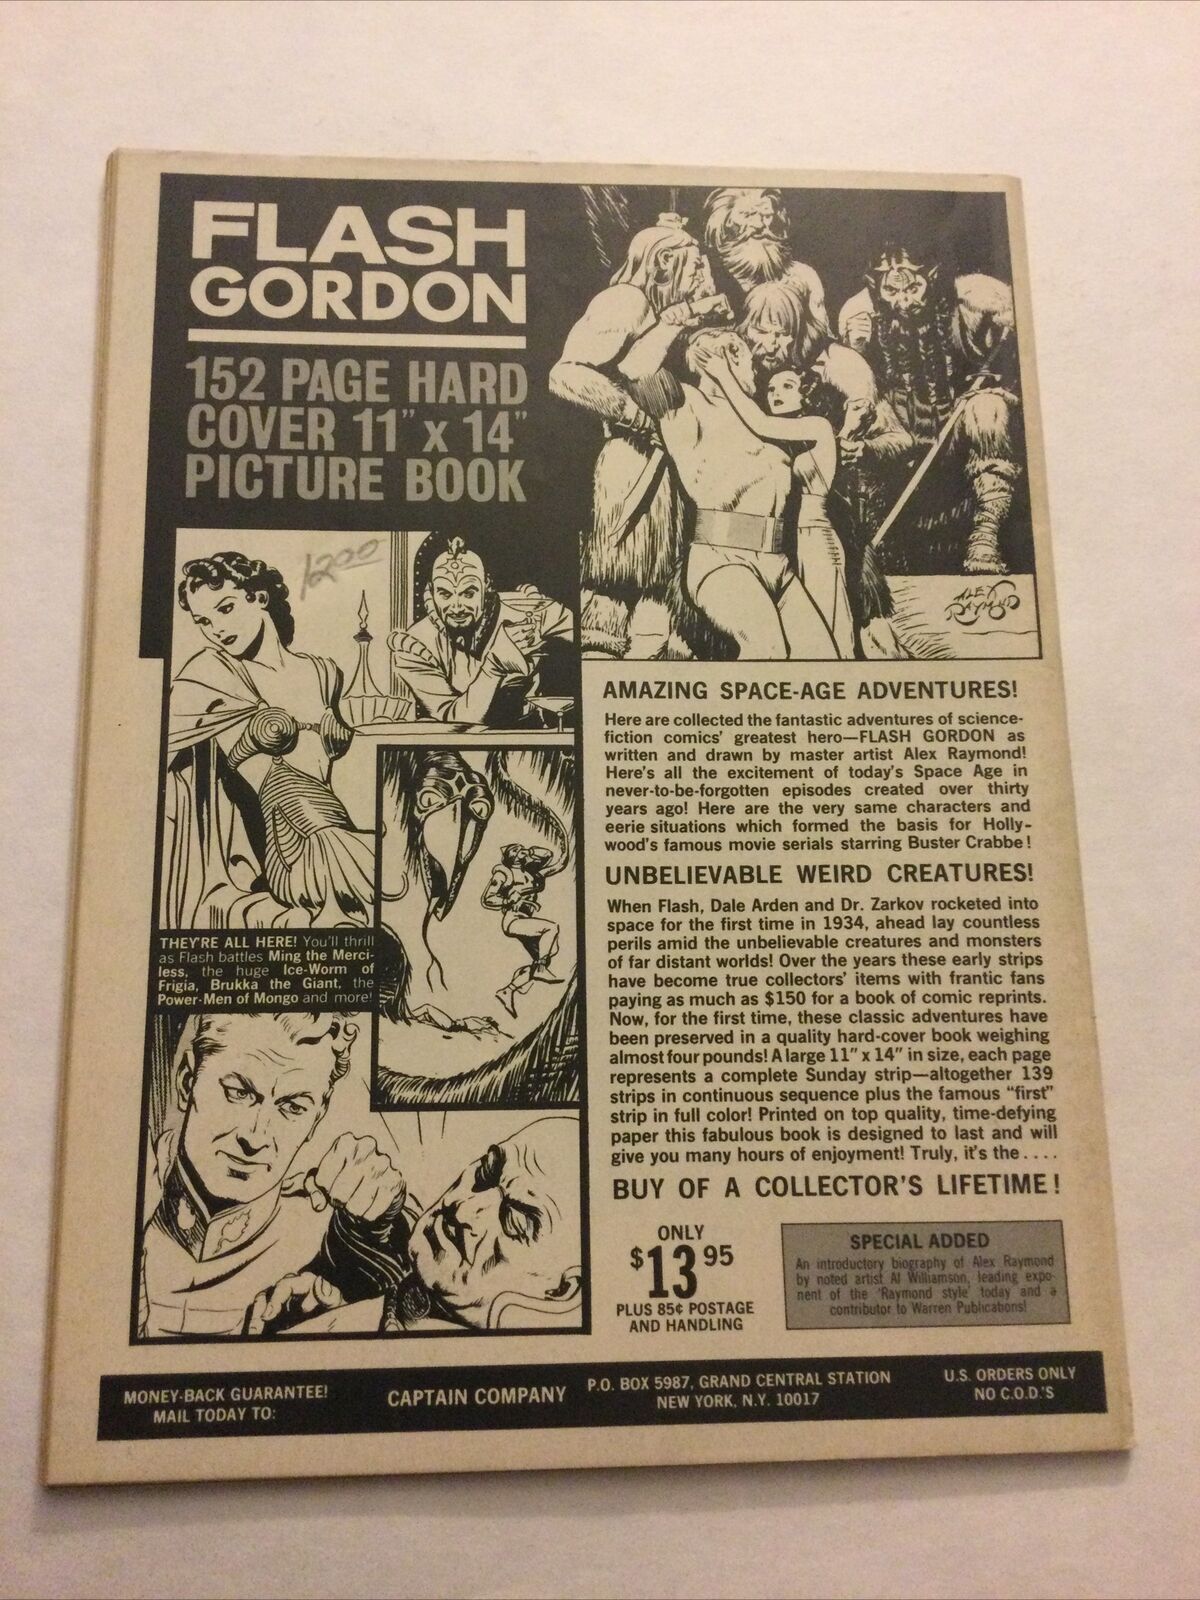 FLASH
GORDON
152 PAGE HARD
COVER 11" x 14"
PICTURE BOOK
1200
ALEX
RAYMOND
THEY'RE ALL HERE! You'll thrill
as Flash battles Ming the Merci-
less, the huge Ice-Worm of
Frigia, Brukka the Giant, the
Power-Men of Mongo and more!
AMAZING SPACE-AGE ADVENTURES!
Here are collected the fantastic adventures of science-
fiction comics' greatest hero—FLASH GORDON as
written and drawn by master artist Alex Raymond!
Here's all the excitement of today's Space Age in
never-to-be-forgotten episodes created over thirty
years ago! Here are the very same characters and
eerie situations which formed the basis for Holly-
wood's famous movie serials starring Buster Crabbe!
UNBELIEVABLE WEIRD CREATURES!
When Flash, Dale Arden and Dr. Zarkov rocketed into
space for the first time in 1934, ahead lay countless
perils amid the unbelievable creatures and monsters
of far distant worlds! Over the years these early strips
have become true collectors' items with frantic fans
paying as much as $150 for a book of comic reprints.
Now, for the first time, these classic adventures have
been preserved in a quality hard-cover book weighing
almost four pounds! A large 11" x 14" in size, each page
represents a complete Sunday strip—altogether 139
strips in continuous sequence plus the famous "first"
strip in full color! Printed on top quality, time-defying
paper this fabulous book is designed to last and will
give you many hours of enjoyment! Truly, it's the....
BUY OF A COLLECTOR'S LIFETIME!
ONLY
$13 95
PLUS 85¢ POSTAGE
AND HANDLING
SPECIAL ADDED
An introductory biography of Alex Raymond
by noted artist Al Williamson, leading expo-
nent of the 'Raymond style' today and a
contributor to Warren Publications!
MONEY-BACK GUARANTEE!
MAIL TODAY TO:
CAPTAIN COMPANY
P.O. BOX 5987, GRAND CENTRAL STATION
NEW YORK, N.Y. 10017
U.S. ORDERS ONLY
NO C.O.D.'S